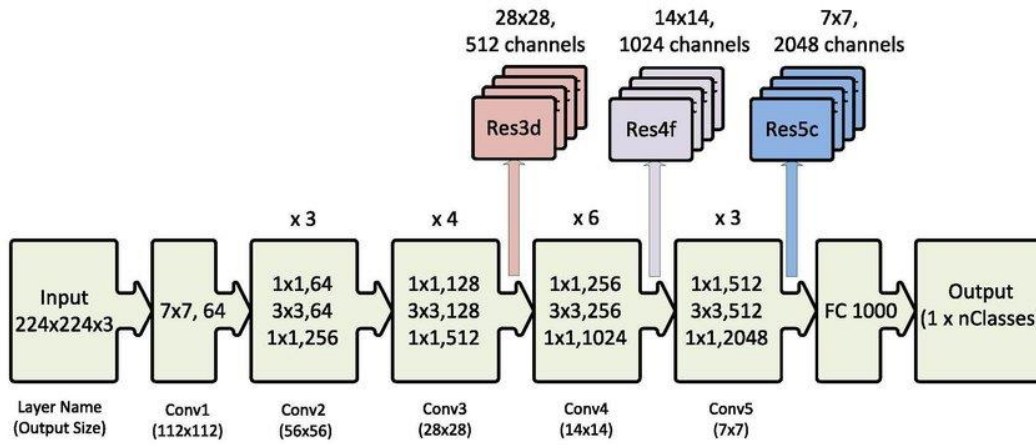 28x28,
512 channels
14x14,
1024 channels
7x7,
2048 channels
Res3d
Res4f
Res5c
x 3
x 4
x 6
x 3
Input
224x224x3
7x7, 64
1x1,64
3x3,64
1x1,256
1x1,128
3x3,128
1x1,512
1x1,256
3x3,256
1x1,1024
1x1,512
3x3,512
1x1,2048
FC 1000
Output
(1 x nClasses
Layer Name
(Output Size)
Conv1
(112x112)
Conv2
(56x56)
Conv3
(28x28)
Conv4
(14x14)
Conv5
(7x7)